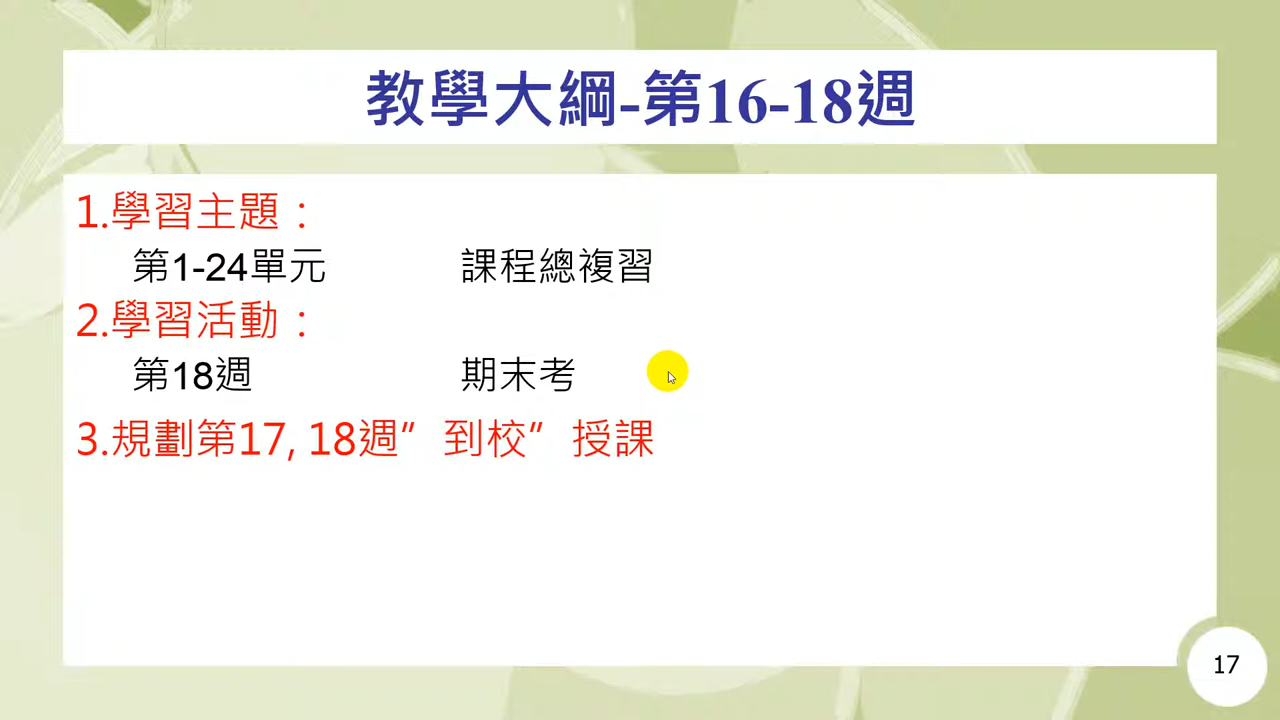 教學大綱-第16-18週
1.學習主題：
第1-24單元 課程總複習
2.學習活動：
第18週 期末考
3.規劃第17, 18週”到校”授課
17